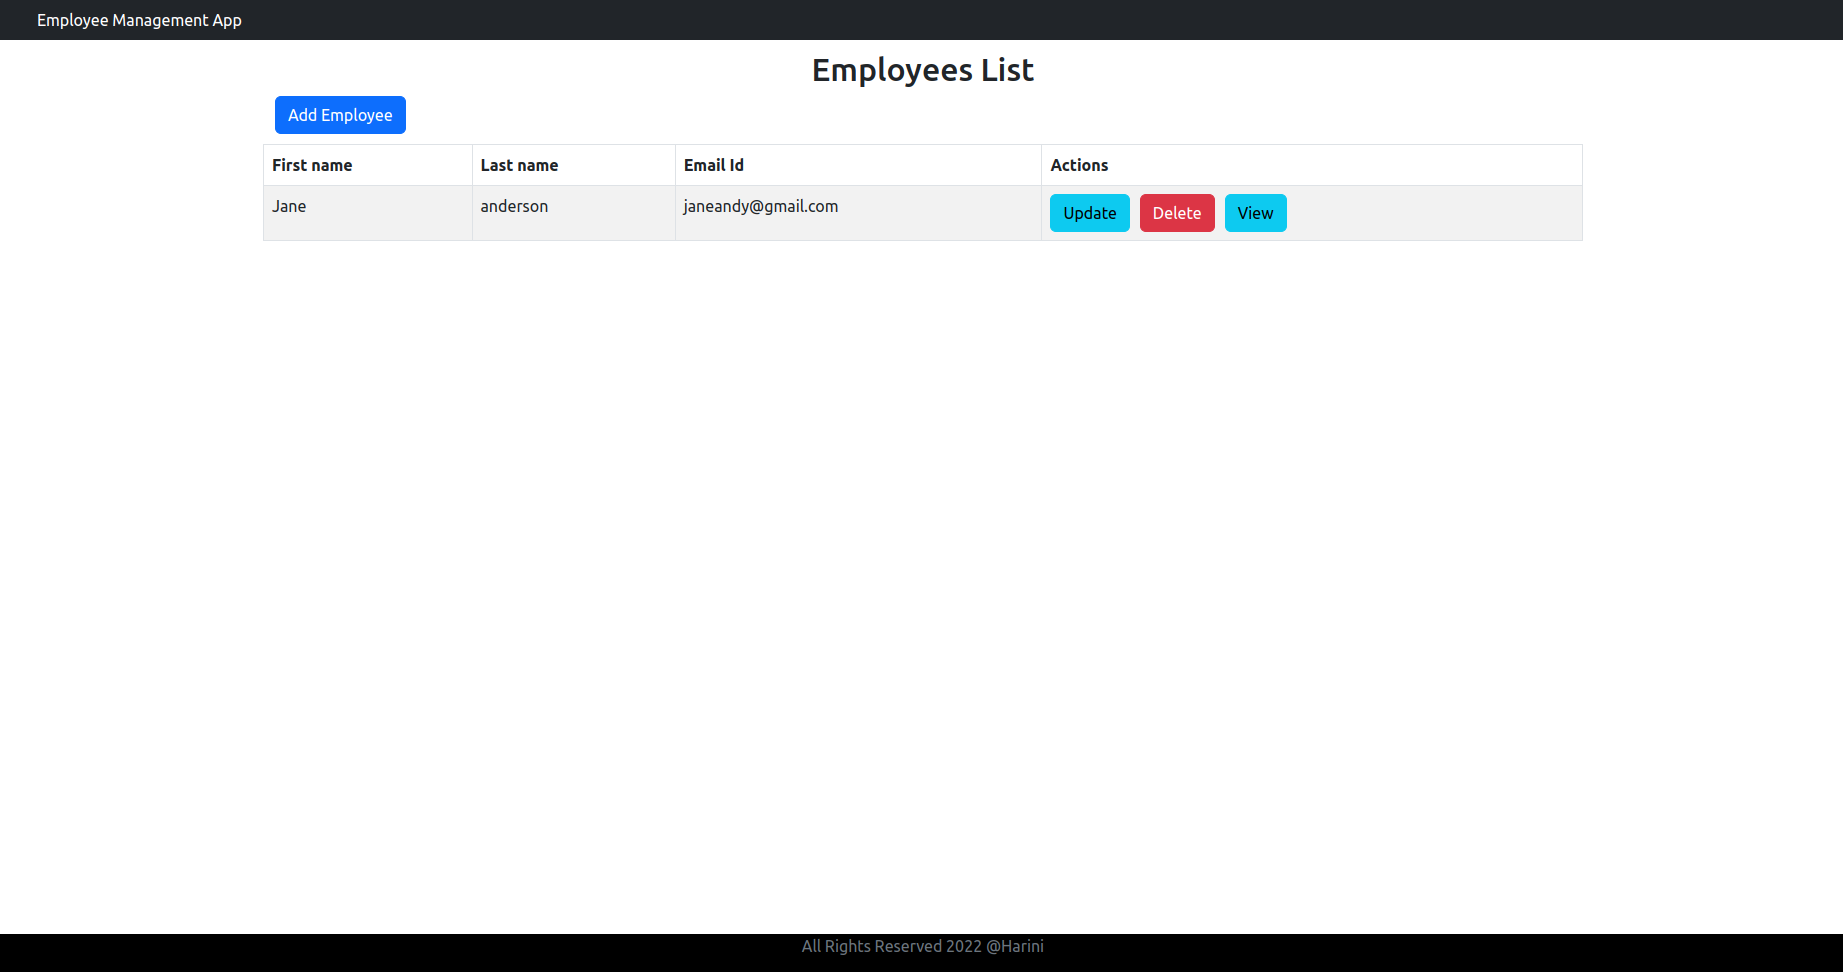 Employee Management App
Employees List
Add Employee
First name Last name Email Id Actions
Jane anderson janeandy@gmail.com Update Delete View
All Rights Reserved 2022 @Harini